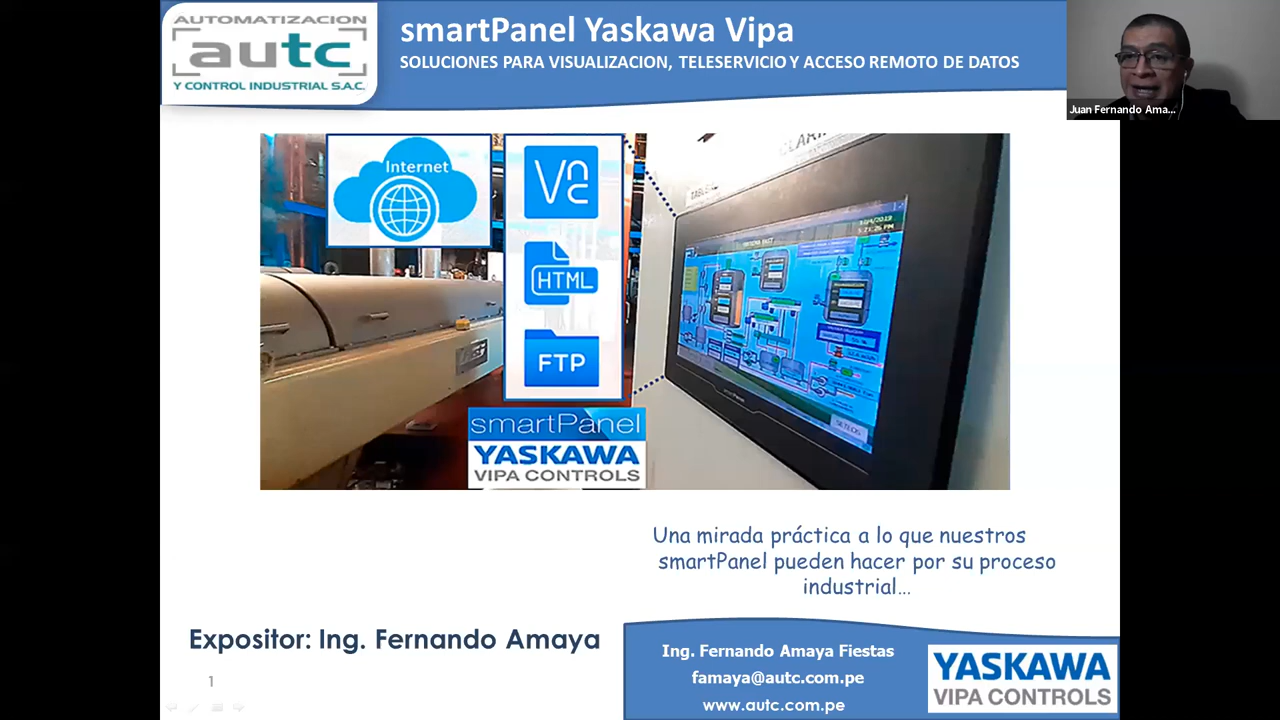 AUTOMATIZACION
autc
Y CONTROL INDUSTRIAL S.A.C.
smartPanel Yaskawa Vipa
SOLUCIONES PARA VISUALIZACION, TELESERVICIO Y ACCESO REMOTO DE DATOS
Juan Fernando Ama...
Internet
Vnc
HTML
FTP
smartPanel
YASKAWA
VIPA CONTROLS
SETEOS
Una mirada práctica a lo que nuestros
smartPanel pueden hacer por su proceso
industrial...
Expositor: Ing. Fernando Amaya
1
Ing. Fernando Amaya Fiestas
famaya@autc.com.pe
www.autc.com.pe
YASKAWA
VIPA CONTROLS